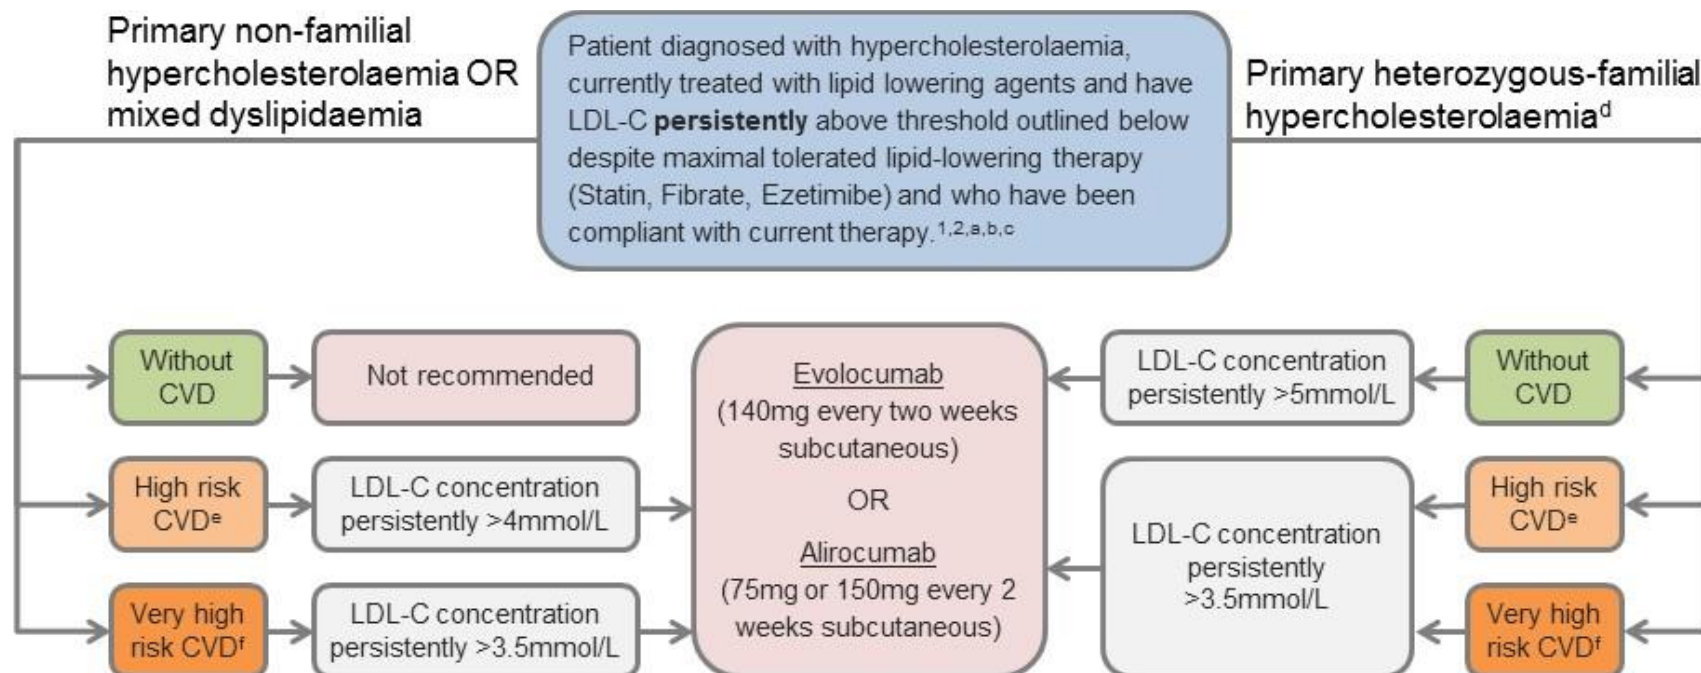 Primary non-familial
hypercholesterolaemia OR
mixed dyslipidaemia
Patient diagnosed with hypercholesterolaemia,
currently treated with lipid lowering agents and have
LDL-C persistently above threshold outlined below
despite maximal tolerated lipid-lowering therapy
(Statin, Fibrate, Ezetimibe) and who have been
compliant with current therapy.1,2,a,b,c
Primary heterozygous-familial
hypercholesterolaemiad
Without
CVD
Not recommended
High risk
CVDe
LDL-C concentration
persistently >4mmol/L
Very high
risk CVDf
LDL-C concentration
persistently >3.5mmol/L
Evolocumab
(140mg every two weeks
subcutaneous)
OR
Alirocumab
(75mg or 150mg every 2
weeks subcutaneous)
LDL-C concentration
persistently >5mmol/L
Without
CVD
LDL-C concentration
persistently
>3.5mmol/L
High risk
CVDe
Very high
risk CVDf